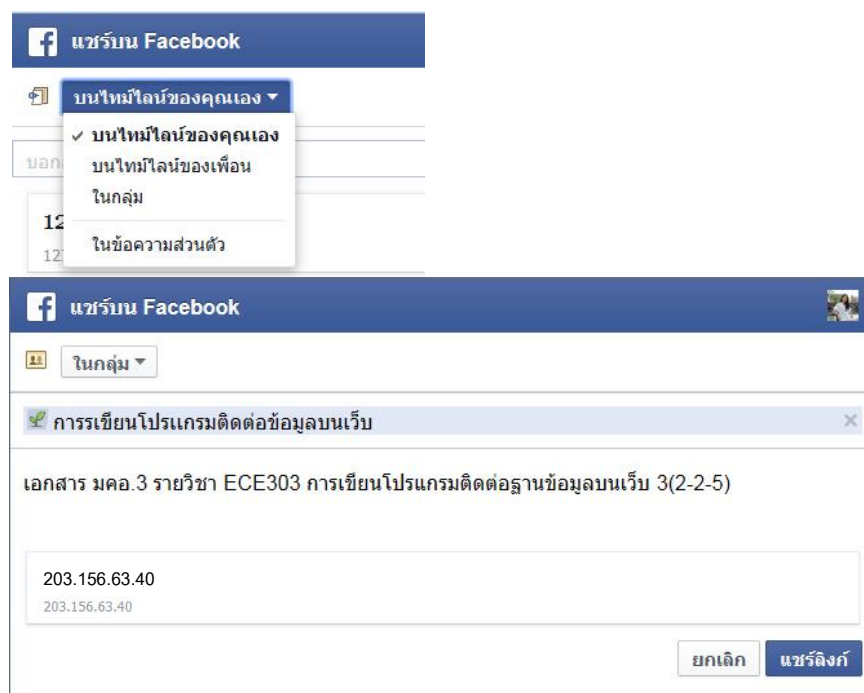 แชร์บน Facebook
บนไทม์ไลน์ของคุณเอง
บนไทม์ไลน์ของคุณเอง
บนไทม์ไลน์ของเพื่อน
ในกลุ่ม
ในข้อความส่วนตัว
แชร์บน Facebook
ในกลุ่ม
การรเขียนโปรแกรมติดต่อข้อมูลบนเว็บ
เอกสาร มคอ.3 รายวิชา ECE303 การเขียนโปรแกรมติดต่อฐานข้อมูลบนเว็บ 3(2-2-5)
203.156.63.40
203.156.63.40
ยกเลิก แชร์ลิงก์